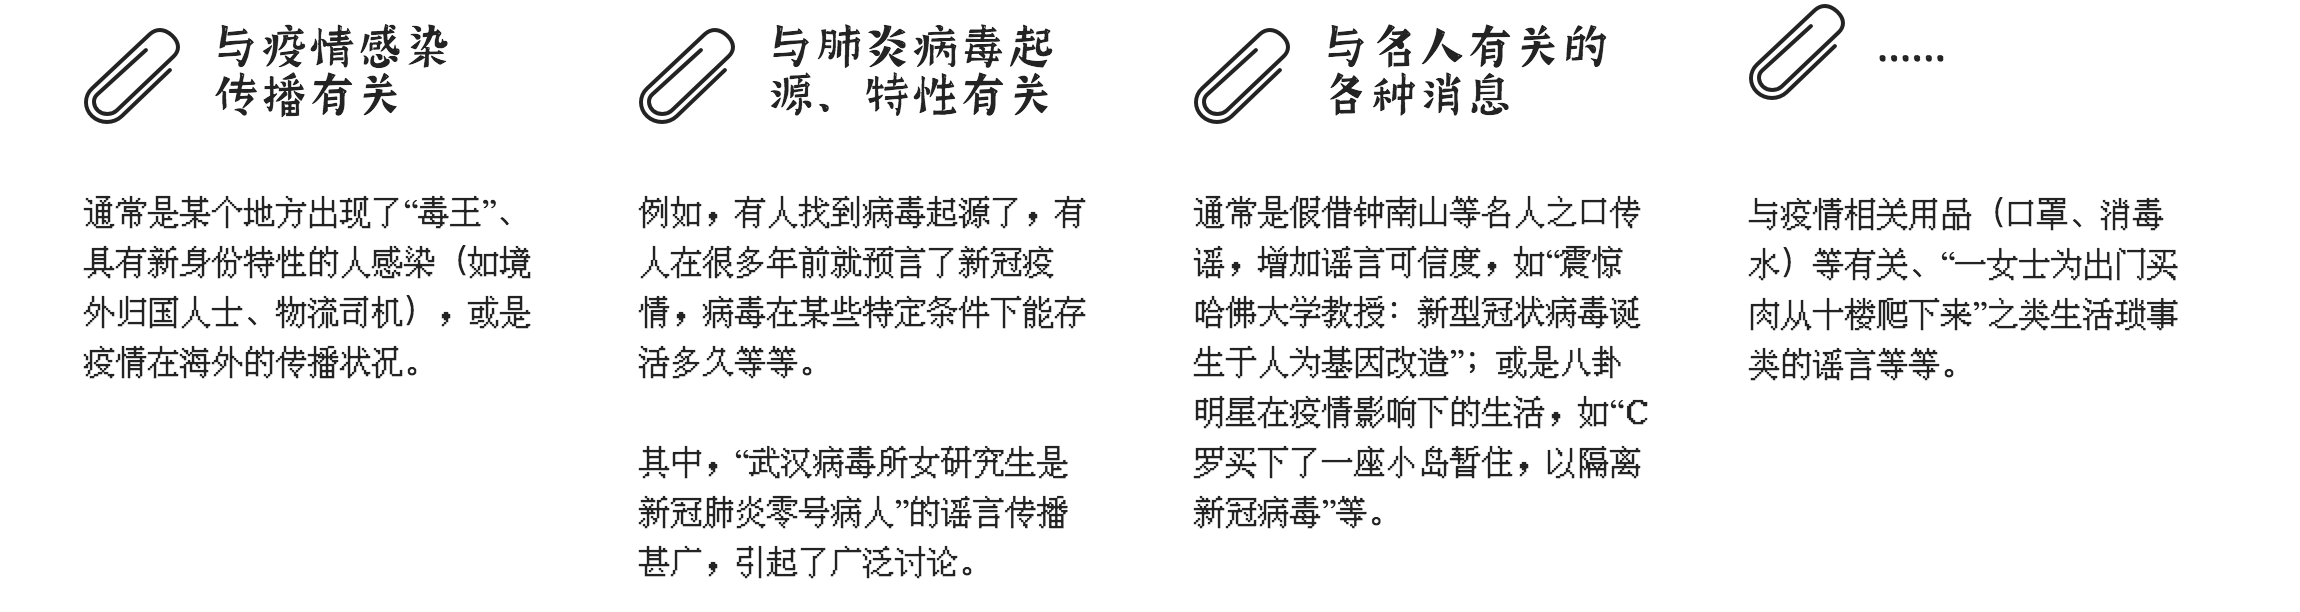 与疫情感染
传播有关
通常是某个地方出现了“毒王”、
具有新身份特性的人感染（如境
外归国人士、物流司机），或是
疫情在海外的传播状况。
与肺炎病毒起
源、特性有关
例如，有人找到病毒起源了，有
人在很多年前就预言了新冠疫
情，病毒在某些特定条件下能存
活多久等等。
其中，“武汉病毒所女研究生是
新冠肺炎零号病人”的谣言传播
甚广，引起了广泛讨论。
与名人有关的
各种消息
通常是假借钟南山等名人之口传
谣，增加谣言可信度，如“震惊
哈佛大学教授：新型冠状病毒诞
生于人为基因改造”；或是八卦
明星在疫情影响下的生活，如“C
罗买下了一座小岛暂住，以隔离
新冠病毒”等。
……
与疫情相关用品（口罩、消毒
水）等有关、“一女士为出门买
肉从十楼爬下来”之类生活琐事
类的谣言等等。